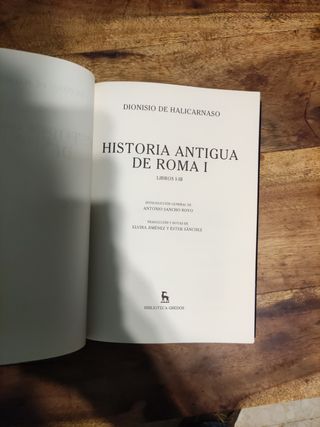 DIONISIO DE HALICARNASO
HISTORIA ANTIGUA
DE ROMA I
LIBROS I-III
INTRODUCCIÓN GENERAL DE
ANTONIO SANCHO ROYO
TRADUCCIÓN Y NOTAS DE
ELVIRA JIMÉNEZ Y ESTER SÁNCHEZ
BIBLIOTECA GREDOS